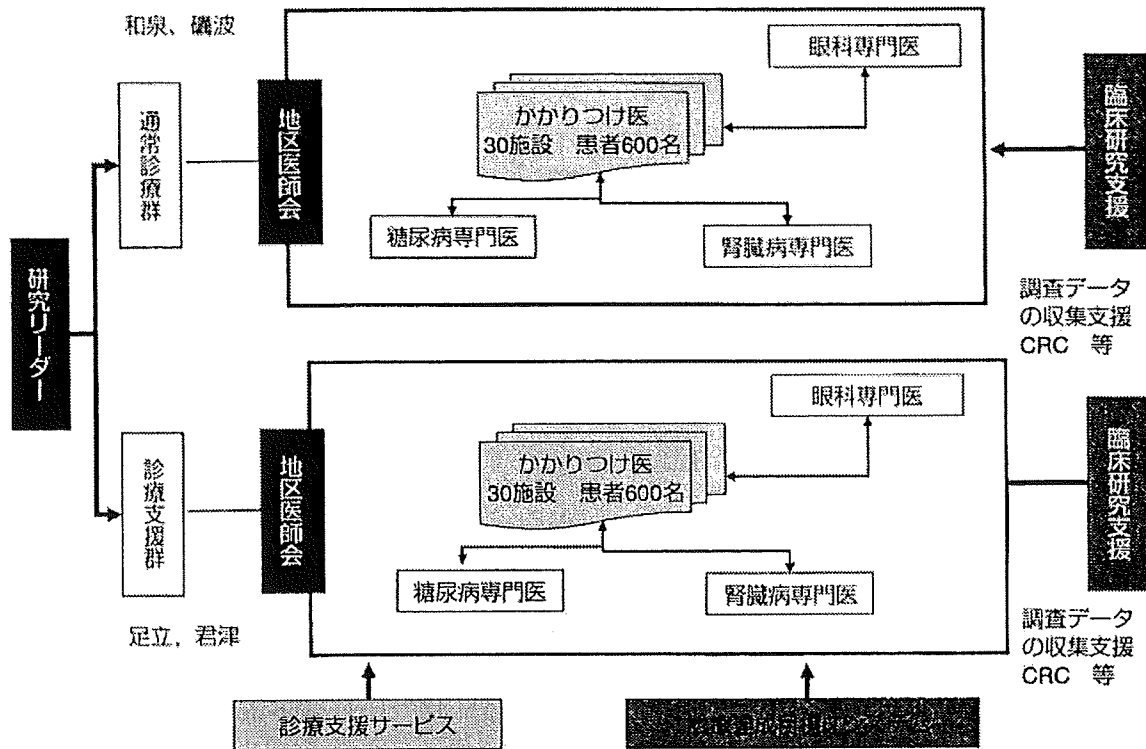 和泉、礪波
研究リーダー
通常診療群
地区医師会
眼科専門医
かかりつけ医
30施設 患者600名
糖尿病専門医
腎臓病専門医
臨床研究支援
調査データ
の収集支援
CRC 等
診療支援群
足立, 君津
地区医師会
眼科専門医
かかりつけ医
30施設 患者600名
糖尿病専門医
腎臓病専門医
臨床研究支援
調査データ
の収集支援
CRC 等
診療支援サービス